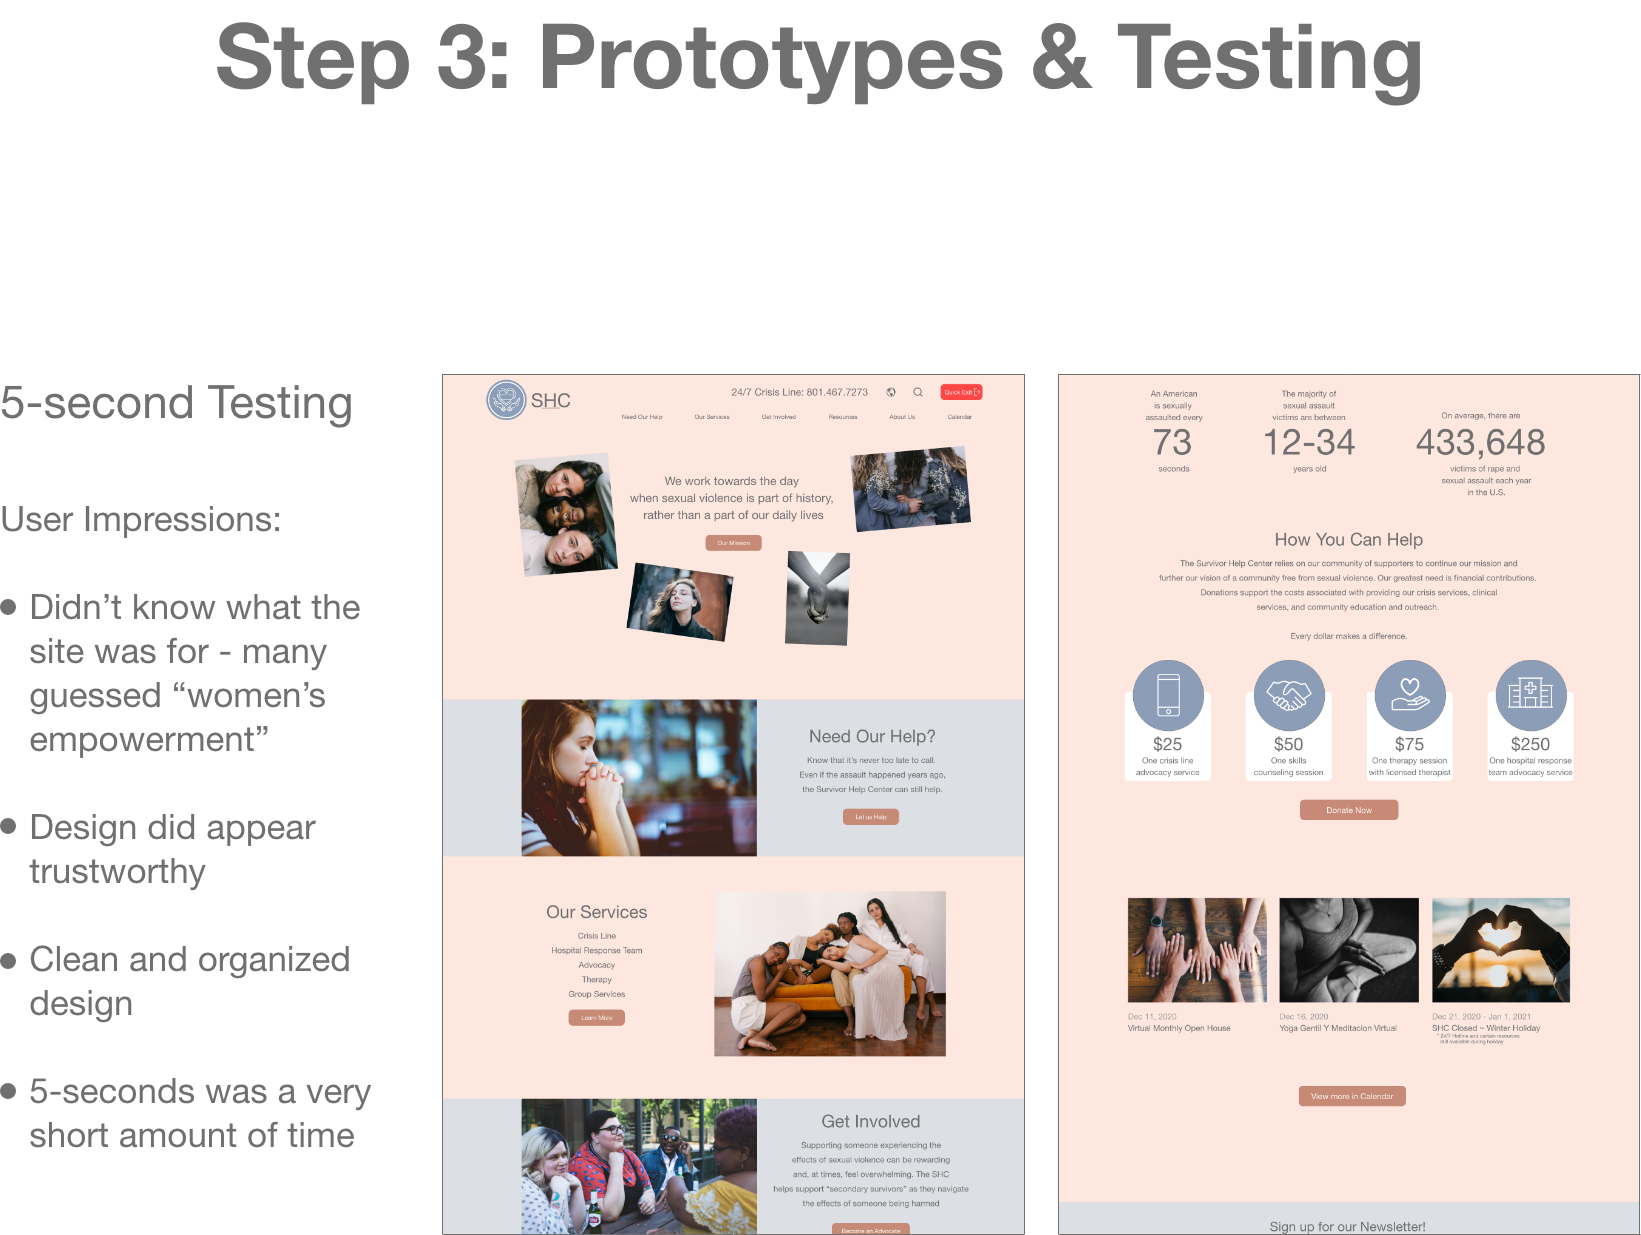 Step 3: Prototypes & Testing
5-second Testing
User Impressions:
Didn’t know what the
site was for - many
guessed “women’s
empowerment”
Design did appear
trustworthy
Clean and organized
design
5-seconds was a very
short amount of time
SHC
24/7 Crisis Line: 801.467.7273
Quick Exit
Need Our Help
Our Services
Get Involved
Resources
About Us
Calendar
We work towards the day
when sexual violence is part of history,
rather than a part of our daily lives
Our Mission
Need Our Help?
Know that it's never too late to call.
Even if the assault happened years ago,
the Survivor Help Center can still help.
Let us Help
Our Services
Crisis Line
Hospital Response Team
Advocacy
Therapy
Group Services
Learn More
Get Involved
Supporting someone experiencing the
effects of sexual violence can be rewarding
and, at times, feel overwhelming. The SHC
helps support “secondary survivors” as they navigate
the effects of someone being harmed
Become an Advocate
An American
is sexually
assaulted every
73
seconds
The majority of
sexual assault
victims are between
12-34
years old
On average, there are
433,648
victims of rape and
sexual assault each year
in the U.S.
How You Can Help
The Survivor Help Center relies on our community of supporters to continue our mission and
further our vision of a community free from sexual violence. Our greatest need is financial contributions.
Donations support the costs associated with providing our crisis services, clinical
services, and community education and outreach.
Every dollar makes a difference.
$25
One crisis line
advocacy service
$50
One skills
counseling session
$75
One therapy session
with licensed therapist
$250
One hospital response
team advocacy service
Donate Now
Dec 11, 2020
Virtual Monthly Open House
Dec 16, 2020
Yoga Gentil Y Meditacion Virtual
Dec 21, 2020 - Jan 1, 2021
SHC Closed ~ Winter Holiday
* 24/7 Hotline and certain resources
still available during holiday
View more in Calendar
Sign up for our Newsletter!